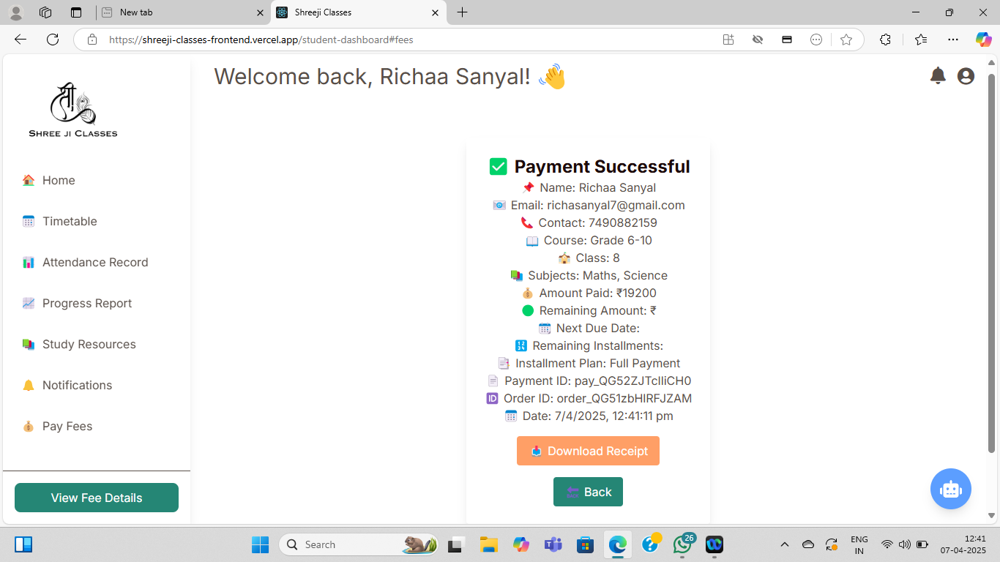 New tab
Shreeji Classes
https://shreeji-classes-frontend.vercel.app/student-dashboard#fees
श्री
SHREE JI CLASSES
Welcome back, Richaa Sanyal! 👋
🏠 Home
📅 Timetable
📊 Attendance Record
📈 Progress Report
📚 Study Resources
🔔 Notifications
💰 Pay Fees
View Fee Details
✅ Payment Successful
📌 Name: Richaa Sanyal
📧 Email: richasanyal7@gmail.com
📞 Contact: 7490882159
📖 Course: Grade 6-10
🏫 Class: 8
📚 Subjects: Maths, Science
💰 Amount Paid: ₹19200
🟢 Remaining Amount: ₹
📅 Next Due Date:
🔢 Remaining Installments:
📑 Installment Plan: Full Payment
📄 Payment ID: pay_QG52ZJTclIiCH0
🆔 Order ID: order_QG51zbHIRFJZAM
📅 Date: 7/4/2025, 12:41:11 pm
📥 Download Receipt
🔙 Back
Search
26
ENG
IN
12:41
07-04-2025